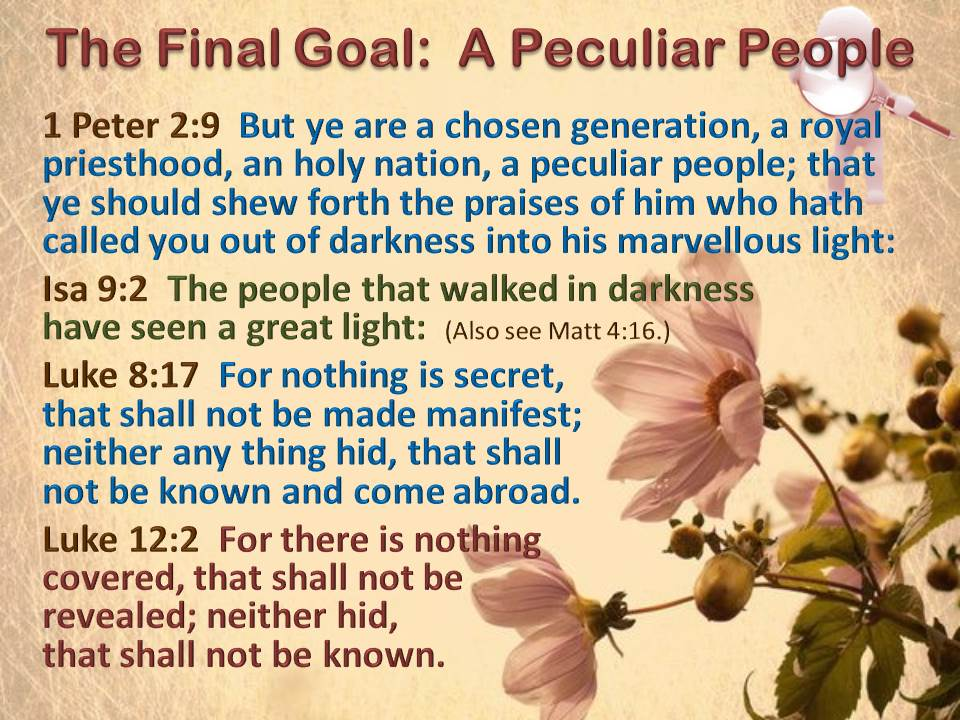 The Final Goal:  A Peculiar People
1 Peter 2:9  But ye are a chosen generation, a royal
priesthood, an holy nation, a peculiar people; that
ye should shew forth the praises of him who hath
called you out of darkness into his marvellous light:
Isa 9:2  The people that walked in darkness
have seen a great light:  (Also see Matt 4:16.)
Luke 8:17  For nothing is secret,
that shall not be made manifest;
neither any thing hid, that shall
not be known and come abroad.
Luke 12:2  For there is nothing
covered, that shall not be
revealed; neither hid,
that shall not be known.